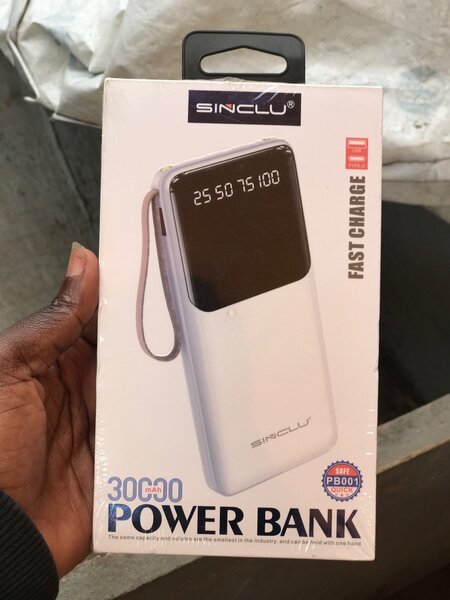 SINCLU®
USB
TYPE-C
FAST CHARGE
25 50 75 100
SINCLU®
SAFE
PB001
QUICK
30000
mAh
POWER BANK
The same capacity and volume are the smallest in the industry, and can be held with one hand